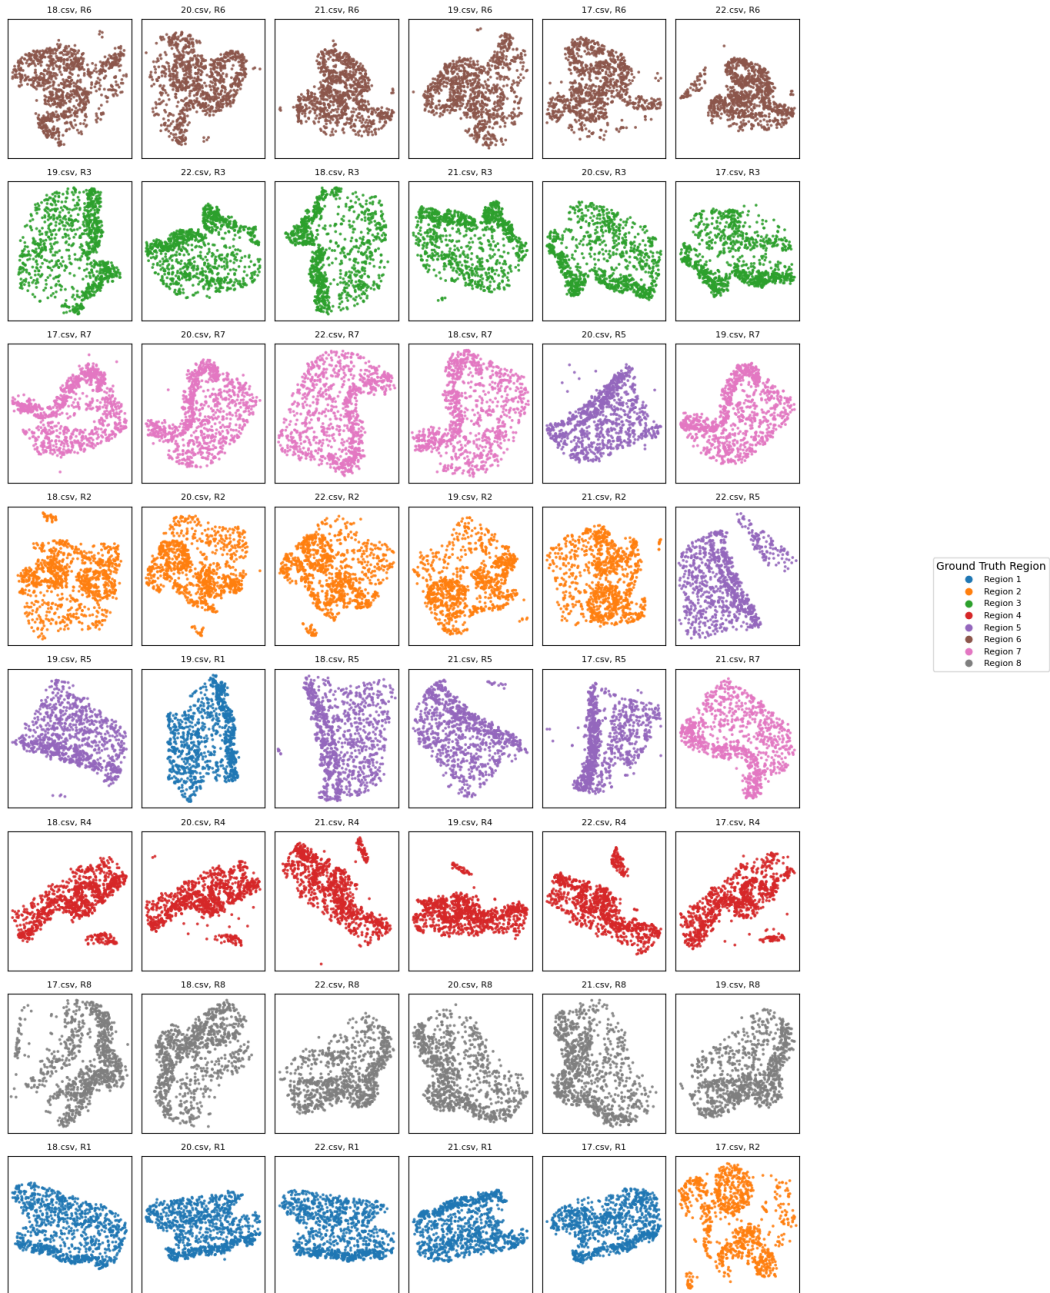 18.csv, R6
20.csv, R6
21.csv, R6
19.csv, R6
17.csv, R6
22.csv, R6
19.csv, R3
22.csv, R3
18.csv, R3
21.csv, R3
20.csv, R3
17.csv, R3
17.csv, R7
20.csv, R7
22.csv, R7
18.csv, R7
20.csv, R5
19.csv, R7
18.csv, R2
20.csv, R2
22.csv, R2
19.csv, R2
21.csv, R2
22.csv, R5
Ground Truth Region
Region 1
Region 2
Region 3
Region 4
Region 5
Region 6
Region 7
Region 8
19.csv, R5
19.csv, R1
18.csv, R5
21.csv, R5
17.csv, R5
21.csv, R7
18.csv, R4
20.csv, R4
21.csv, R4
19.csv, R4
22.csv, R4
17.csv, R4
17.csv, R8
18.csv, R8
22.csv, R8
20.csv, R8
21.csv, R8
19.csv, R8
18.csv, R1
20.csv, R1
22.csv, R1
21.csv, R1
17.csv, R1
17.csv, R2